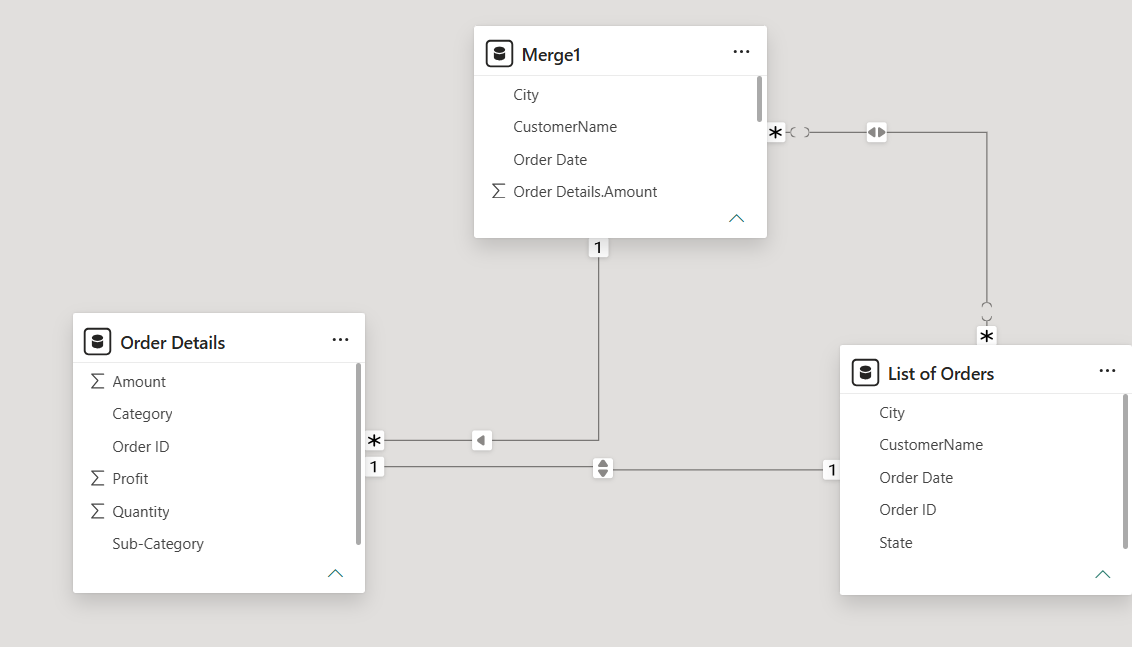 Merge1
City
CustomerName
Order Date
Σ Order Details.Amount
*
1
Order Details
Σ Amount
Category
Order ID
Σ Profit
Σ Quantity
Sub-Category
*
1
1
*
List of Orders
City
CustomerName
Order Date
Order ID
State